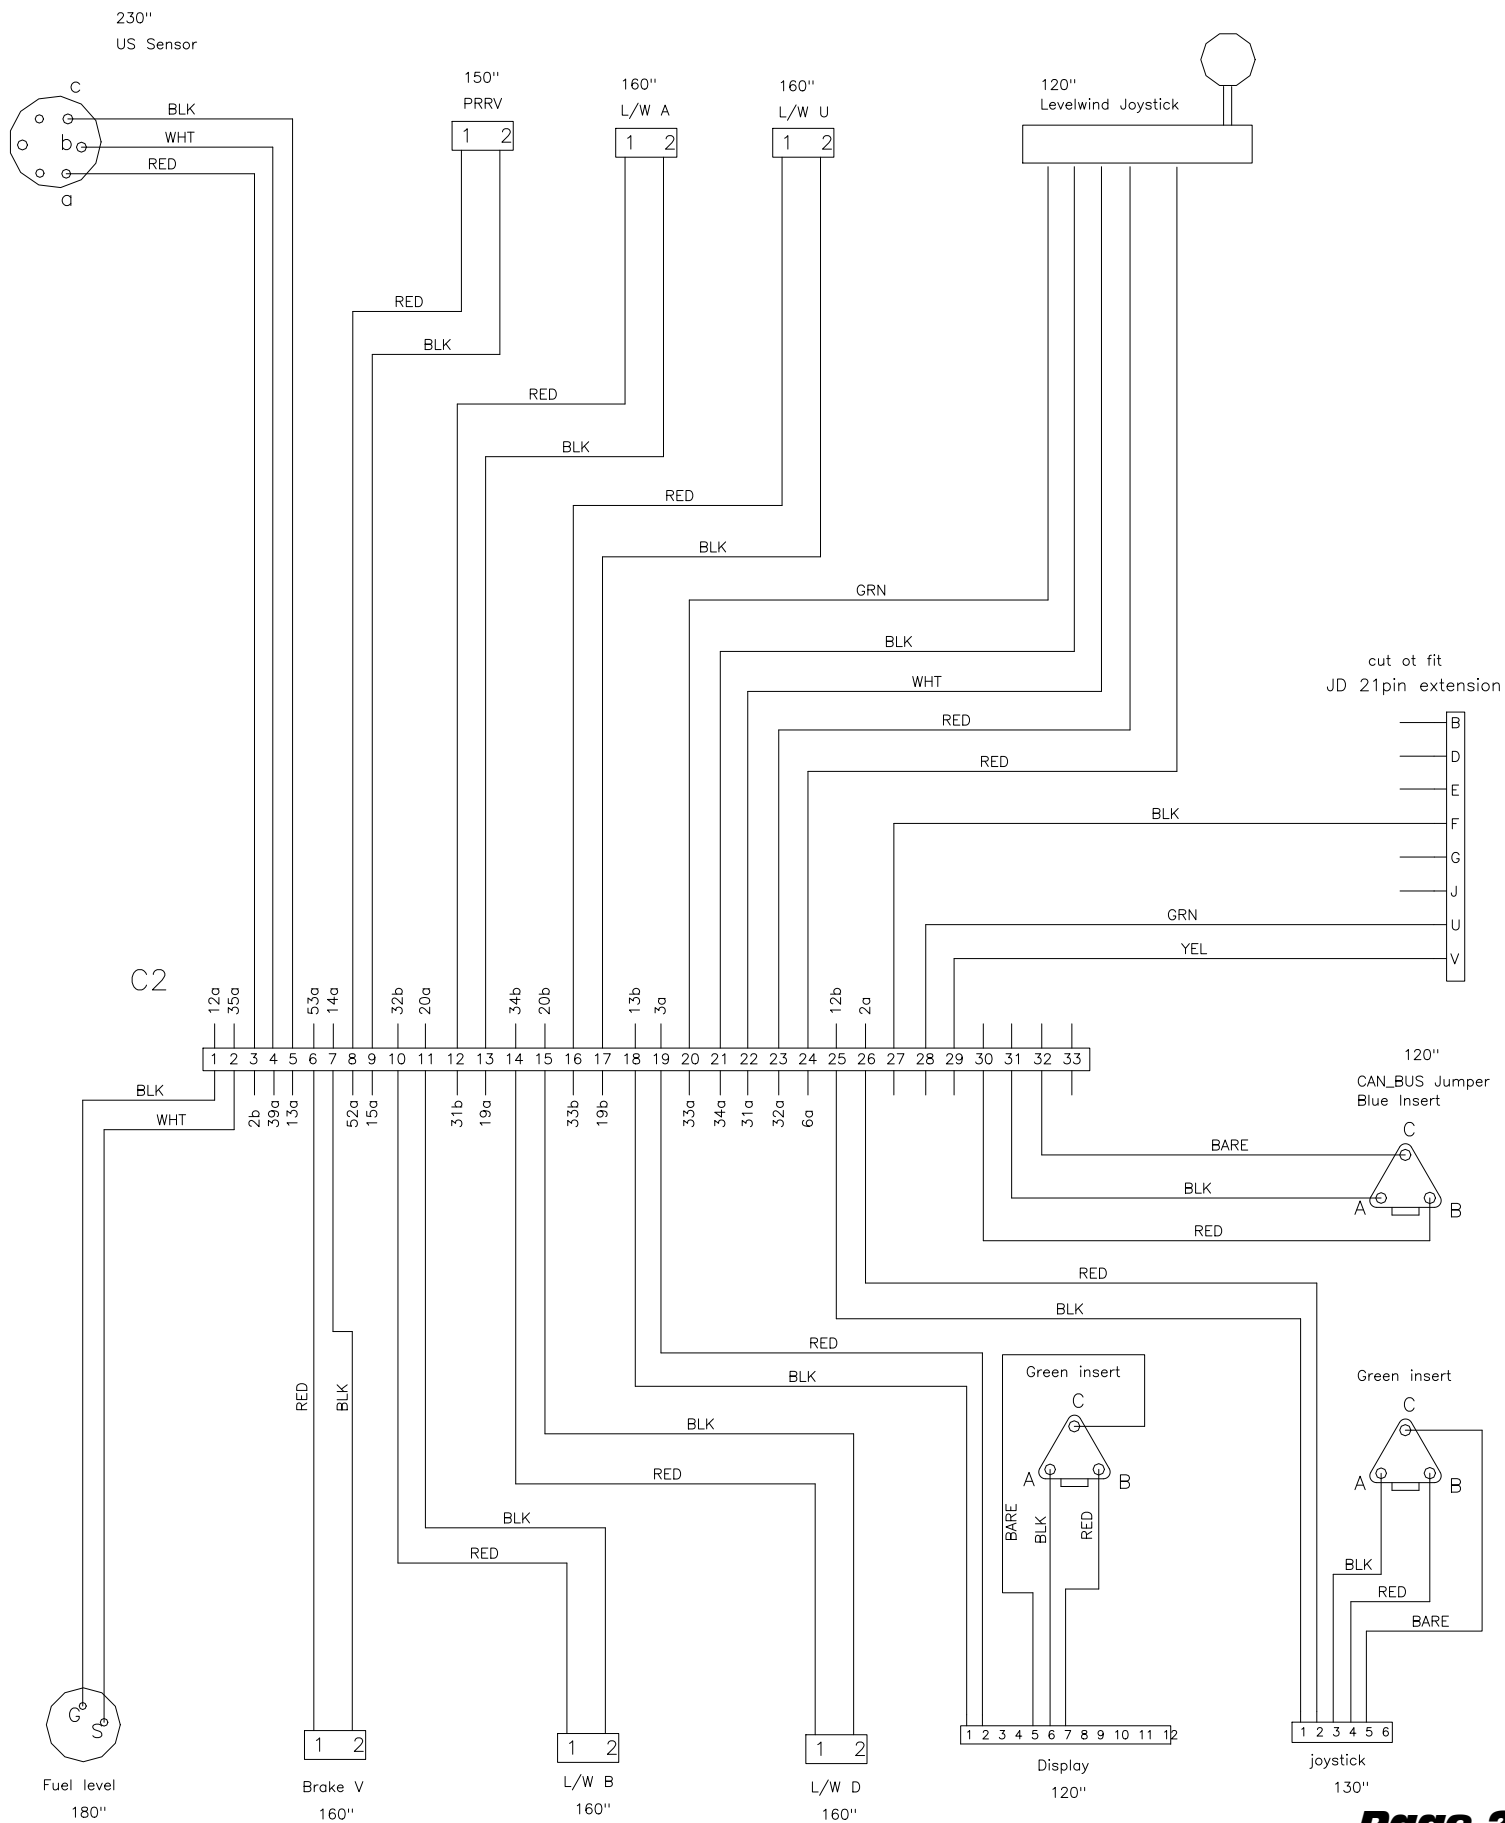 230"
US Sensor
c
b
a
BLK
WHT
RED
150"
PRRV
1 2
160"
L/W A
1 2
160"
L/W U
1 2
120"
Levelwind Joystick
RED
BLK
RED
BLK
RED
BLK
GRN
BLK
WHT
RED
RED
cut ot fit
JD 21pin extension
B
D
E
F
G
J
U
V
BLK
GRN
YEL
C2
12a 35a 53a 14a 32b 20a 34b 20b 13b 3a 12b 2a
1 2 3 4 5 6 7 8 9 10 11 12 13 14 15 16 17 18 19 20 21 22 23 24 25 26 27 28 29 30 31 32 33
2b 39a 13a 52a 15a 31b 19a 33b 19b 33a 34a 31a 32a 6a
BLK
WHT
120"
CAN_BUS Jumper
Blue Insert
C
A
B
BARE
BLK
RED
RED
BLK
RED
BLK
BLK
RED
BLK
RED
RED
BLK
Green insert
C
A
B
BARE
BLK
RED
Green insert
C
A
B
BLK
RED
BARE
G
S
Fuel level
180"
1 2
Brake V
160"
1 2
L/W B
160"
1 2
L/W D
160"
1 2 3 4 5 6 7 8 9 10 11 12
Display
120"
1 2 3 4 5 6
joystick
130"